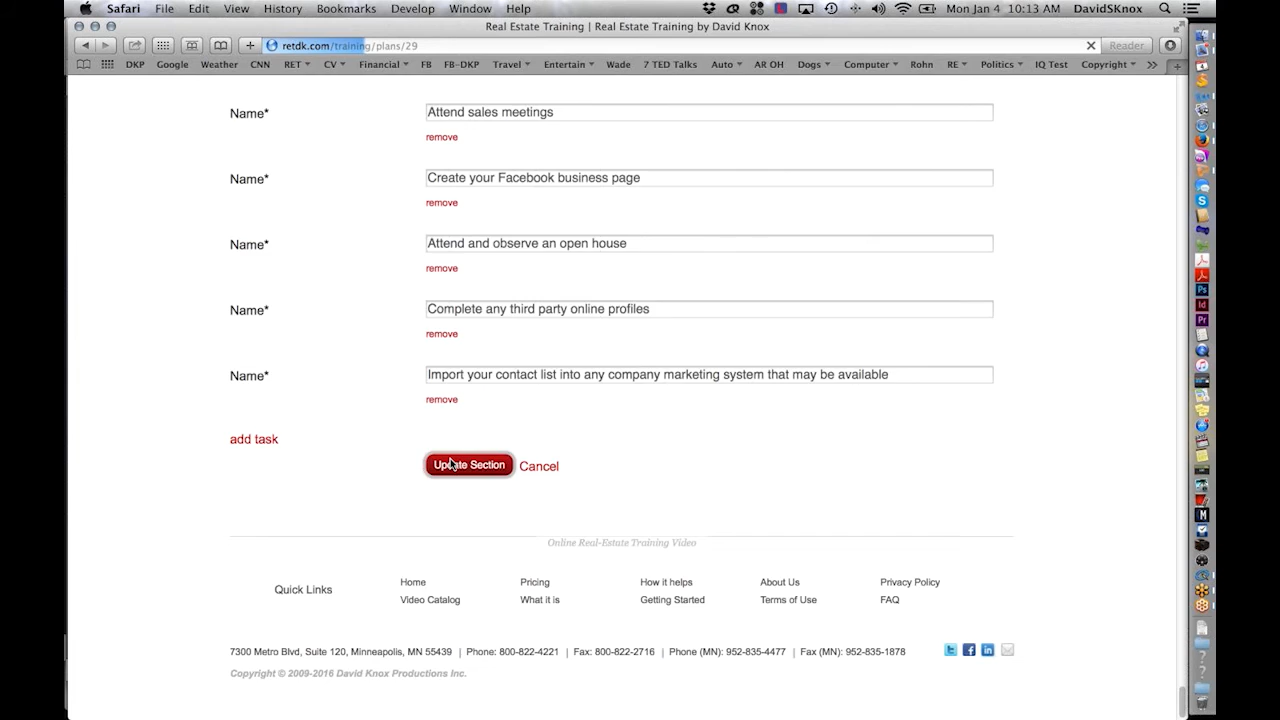 Safari File Edit View History Bookmarks Develop Window Help Mon Jan 4 10:13 AM DavidSKnox
Real Estate Training | Real Estate Training by David Knox
retdk.com/training/plans/29 Reader
DKP Google Weather CNN RET CV Financial FB FB-DKP Travel Entertain Wade 7 TED Talks Auto AR OH Dogs Computer Rohn RE Politics IQ Test Copyright
Name* Attend sales meetings
remove
Name* Create your Facebook business page
remove
Name* Attend and observe an open house
remove
Name* Complete any third party online profiles
remove
Name* Import your contact list into any company marketing system that may be available
remove
add task
Update Section Cancel
Online Real-Estate Training Video
Quick Links Home Pricing How it helps About Us Privacy Policy
Video Catalog What it is Getting Started Terms of Use FAQ
7300 Metro Blvd, Suite 120, Minneapolis, MN 55439 | Phone: 800-822-4221 | Fax: 800-822-2716 | Phone (MN): 952-835-4477 | Fax (MN): 952-835-1878
Copyright © 2009-2016 David Knox Productions Inc.